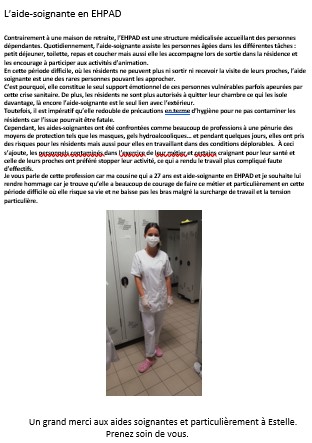 L'aide-soignante en EHPAD
Contrairement à une maison de retraite, l'EHPAD est une structure médicalisée accueillant des personnes
dépendantes. Quotidiennement, l'aide-soignante assiste les personnes âgées dans les différentes tâches :
petit déjeuner, toilette, repas et coucher mais aussi elle les accompagne lors de sortie dans la résidence et
les encourage à participer aux activités d'animation.
En cette période difficile, où les résidents ne peuvent plus ni sortir ni recevoir la visite de leurs proches, l'aide
soignante est une des rares personnes pouvant les approcher.
C'est pourquoi, elle constitue le seul support émotionnel de ces personnes vulnérables parfois apeurées par
cette crise sanitaire. De plus, les résidents ne sont plus autorisés à quitter leur chambre ce qui les isole
davantage, là encore l'aide-soignante est le seul lien avec l'extérieur.
Toutefois, il est impératif qu'elle redouble de précautions en terme d'hygiène pour ne pas contaminer les
résidents car l'issue pourrait être fatale.
Cependant, les aides-soignantes ont été confrontées comme beaucoup de professions à une pénurie des
moyens de protection tels que les masques, gels hydroalcooliques... et pendant quelques jours, elles ont pris
des risques pour les résidents mais aussi pour elles en travaillant dans des conditions déplorables. A ceci
s'ajoute, les personnels contaminés dans l'exercice de leur métier et certains craignant pour leur santé et
celle de leurs proches ont préféré stopper leur activité, ce qui a rendu le travail plus compliqué faute
d'effectifs.
Je vous parle de cette profession car ma cousine qui a 27 ans est aide-soignante en EHPAD et je souhaite lui
rendre hommage car je trouve qu'elle a beaucoup de courage de faire ce métier et particulièrement en cette
période difficile où elle risque sa vie et ne baisse pas les bras malgré la surcharge de travail et la tension
particulière.
Un grand merci aux aides soignantes et particulièrement à Estelle.
Prenez soin de vous.